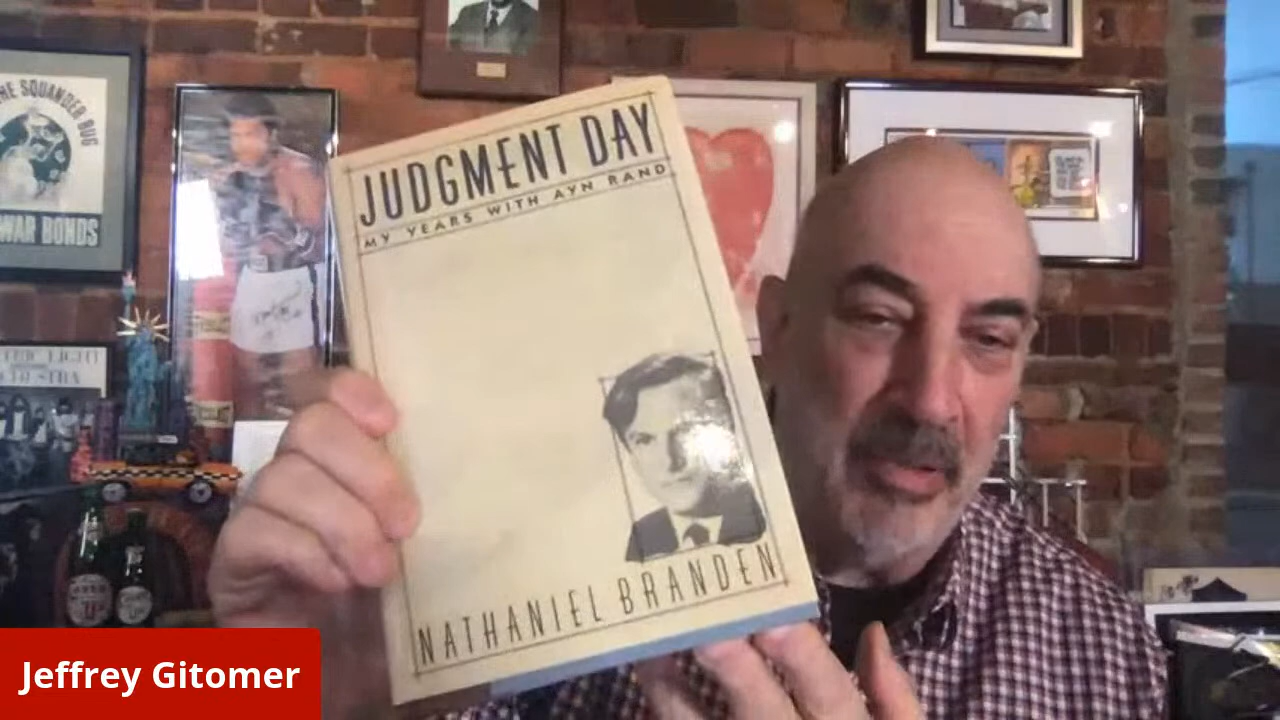 THE SQUANDER BUG
WAR BONDS
JUDGMENT DAY
MY YEARS WITH AYN RAND
NATHANIEL BRANDEN
Jeffrey Gitomer